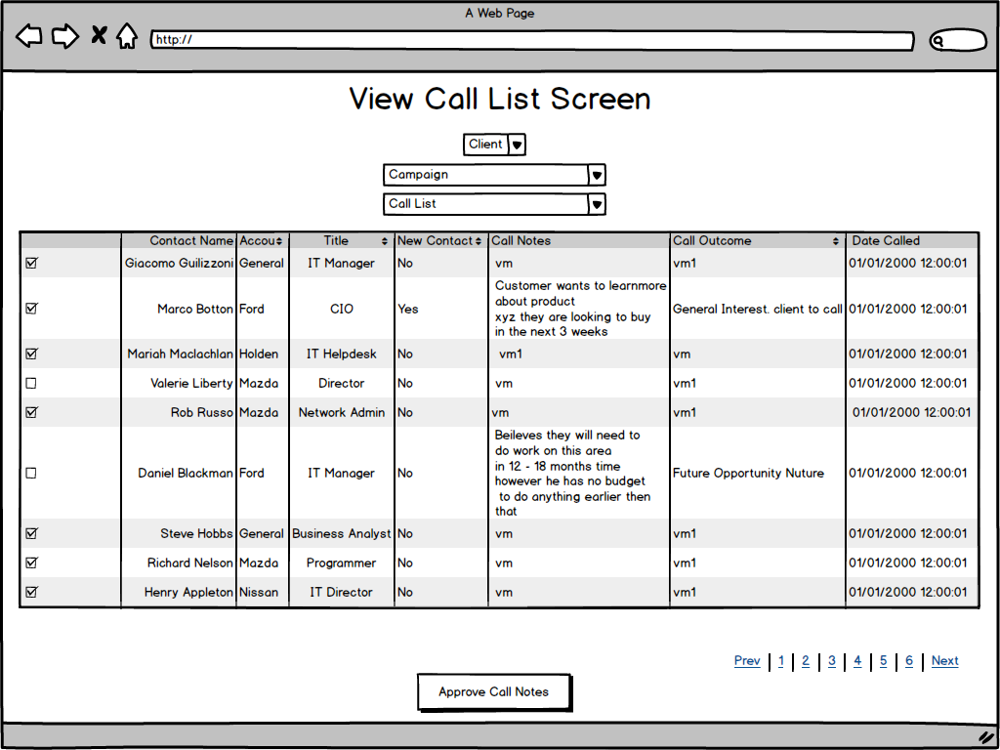 A Web Page
http://
View Call List Screen
Client
Campaign
Call List
Contact Name Accou Title New Contact Call Notes Call Outcome Date Called
Giacomo Guilizzoni General IT Manager No vm vm1 01/01/2000 12:00:01
Customer wants to learnmore
about product
Marco Botton Ford CIO Yes xyz they are looking to buy General Interest. client to call 01/01/2000 12:00:01
in the next 3 weeks
Mariah Maclachlan Holden IT Helpdesk No vm1 vm 01/01/2000 12:00:01
Valerie Liberty Mazda Director No vm vm1 01/01/2000 12:00:01
Rob Russo Mazda Network Admin No vm vm1 01/01/2000 12:00:01
Beileves they will need to
do work on this area
in 12 - 18 months time
Daniel Blackman Ford IT Manager No however he has no budget Future Opportunity Nuture 01/01/2000 12:00:01
to do anything earlier then
that
Steve Hobbs General Business Analyst No vm vm1 01/01/2000 12:00:01
Richard Nelson Mazda Programmer No vm vm1 01/01/2000 12:00:01
Henry Appleton Nissan IT Director No vm vm1 01/01/2000 12:00:01
Prev | 1 | 2 | 3 | 4 | 5 | 6 | Next
Approve Call Notes